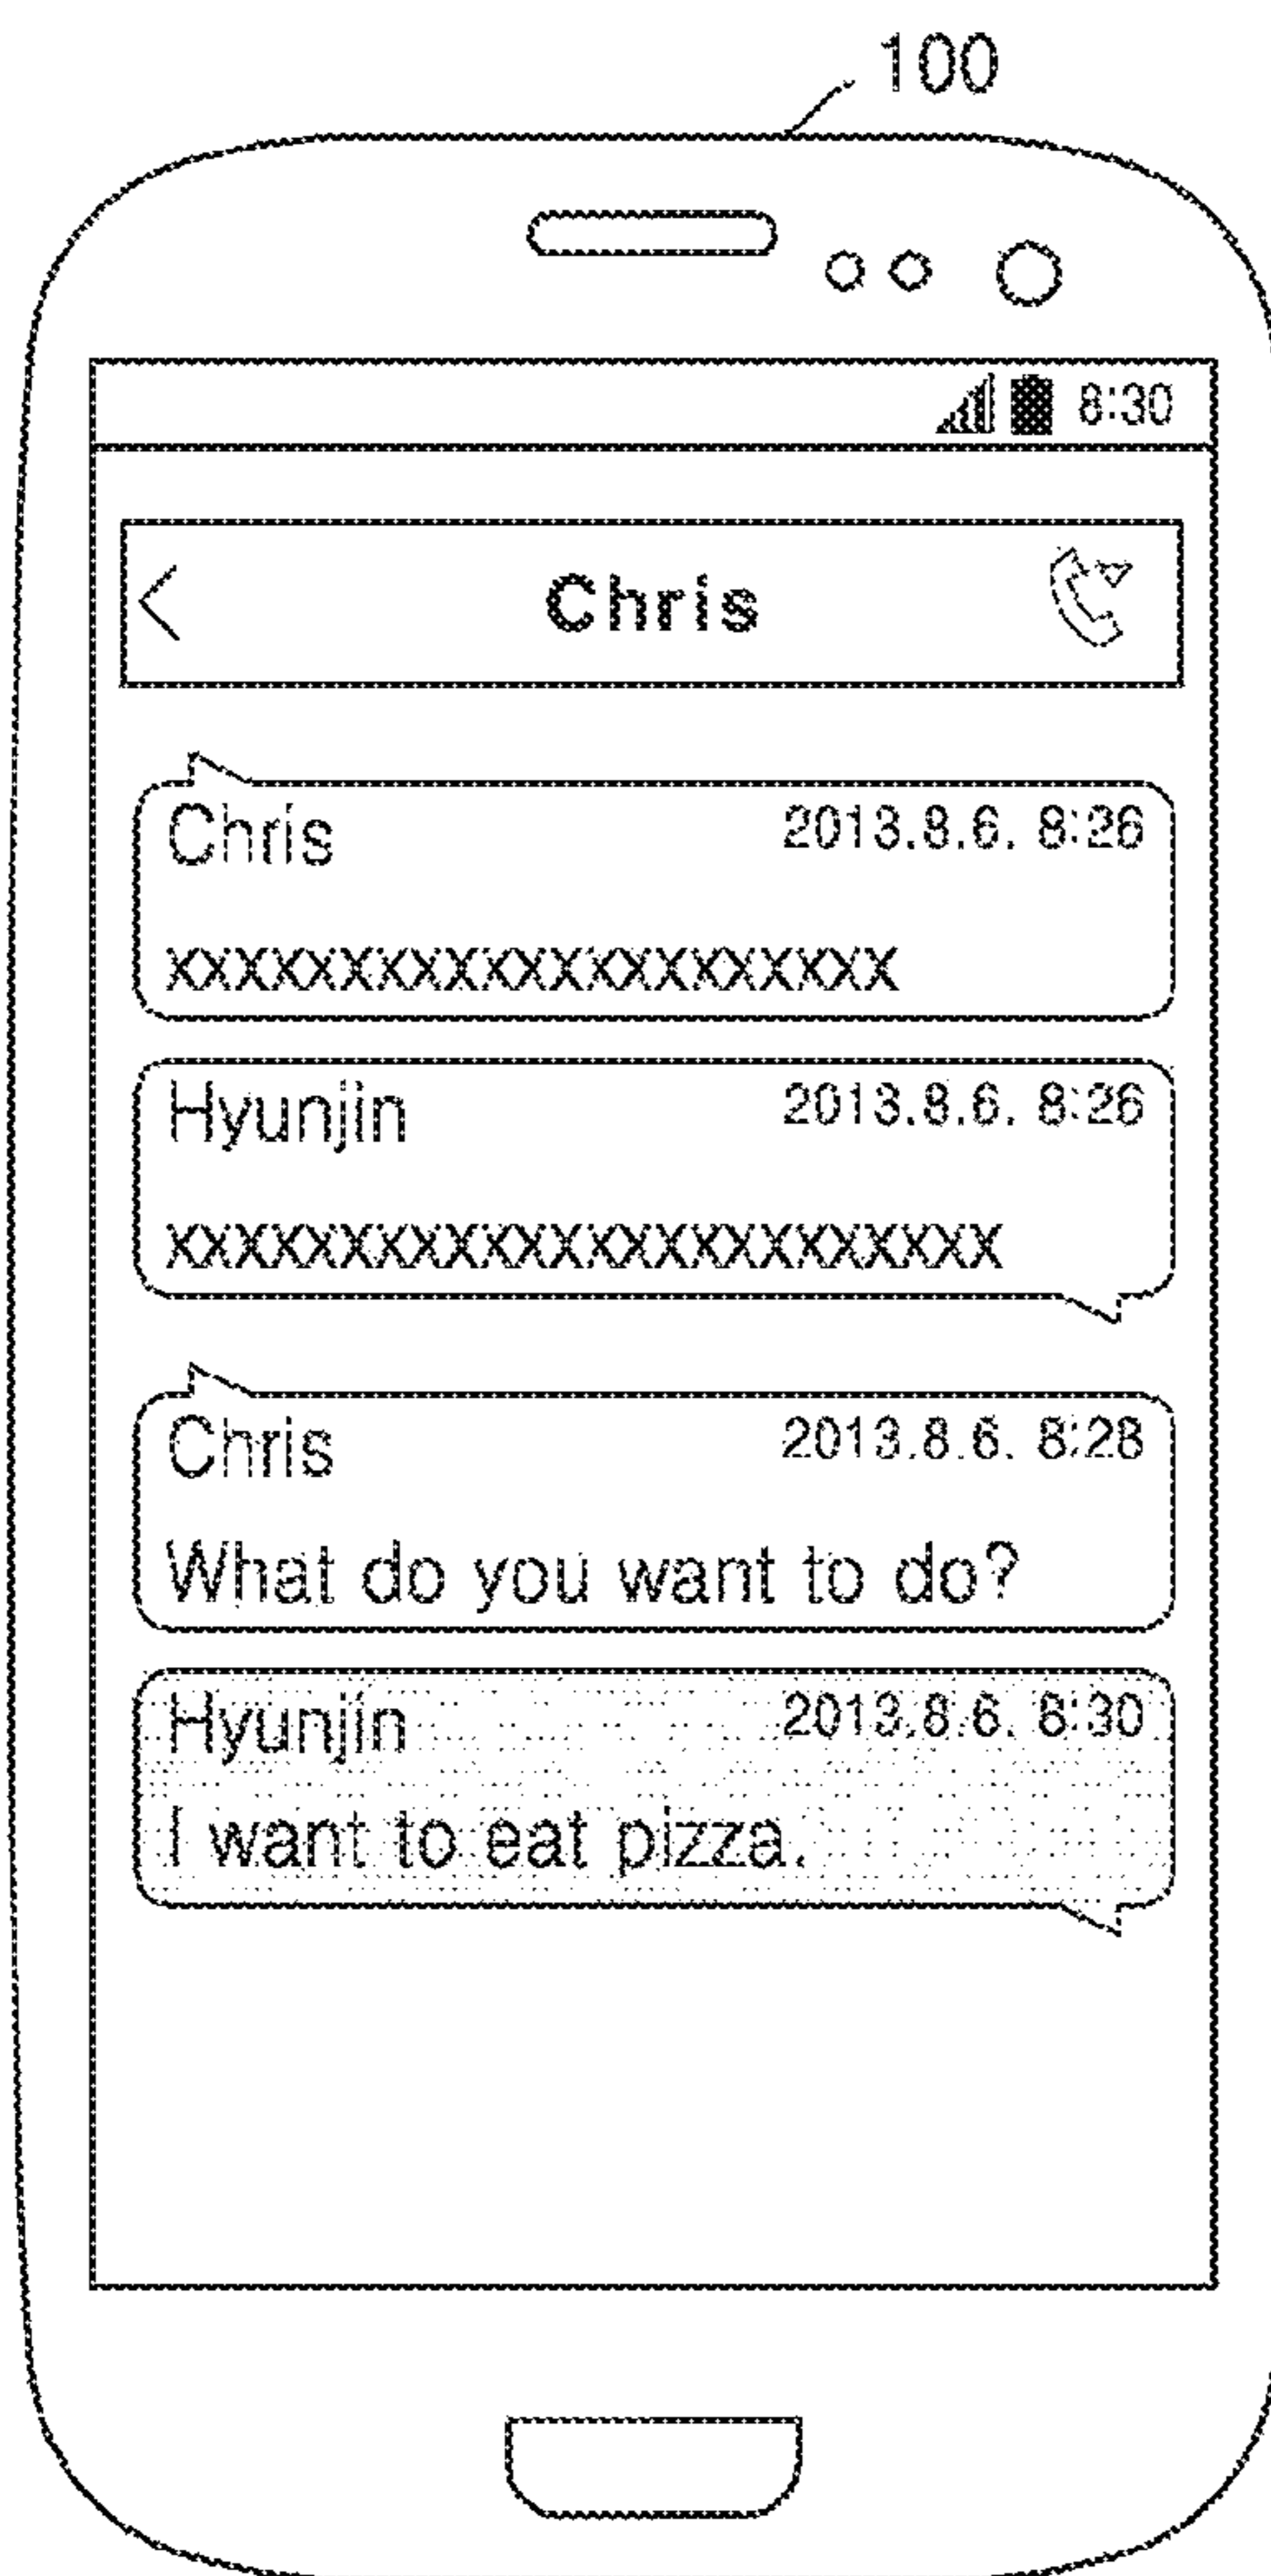 100
8:30
Chris
Chris 2013.8.6. 8:26
xxxxxxxxxxxxxxxxxxxxx
Hyunjin 2013.8.6. 8:26
xxxxxxxxxxxxxxxxxxxxxxxx
Chris 2013.8.6. 8:28
What do you want to do?
Hyunjin 2013.8.6. 8:30
I want to eat pizza.